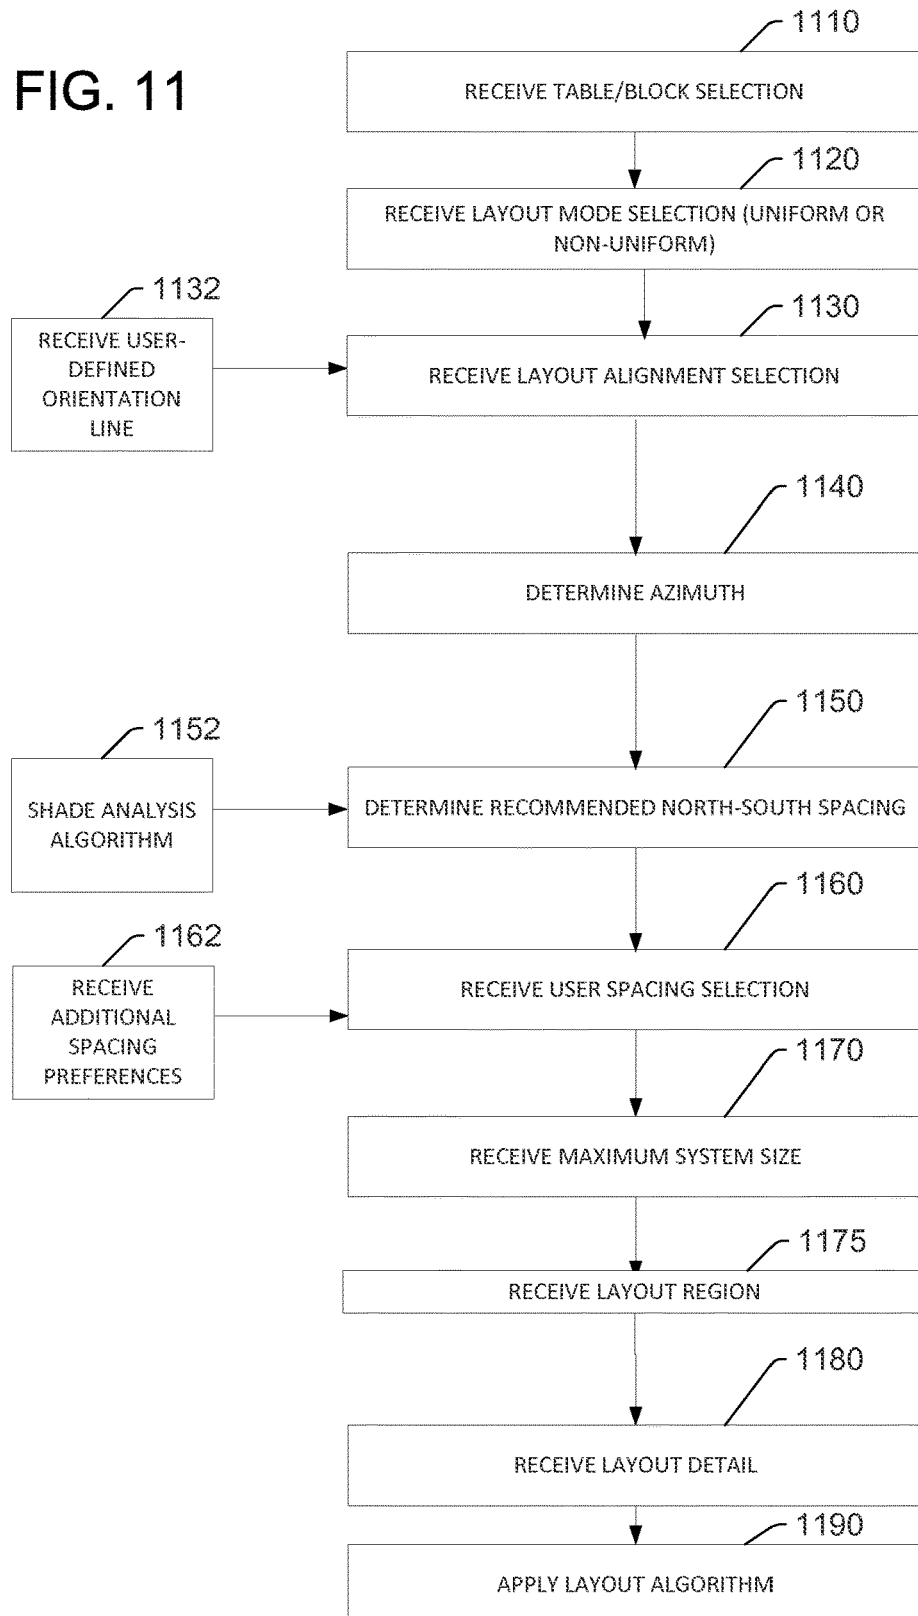 FIG. 11
1110
RECEIVE TABLE/BLOCK SELECTION
1120
RECEIVE LAYOUT MODE SELECTION (UNIFORM OR
NON-UNIFORM)
1132
RECEIVE USER-
DEFINED
ORIENTATION
LINE
1130
RECEIVE LAYOUT ALIGNMENT SELECTION
1140
DETERMINE AZIMUTH
1152
SHADE ANALYSIS
ALGORITHM
1150
DETERMINE RECOMMENDED NORTH-SOUTH SPACING
1162
RECEIVE
ADDITIONAL
SPACING
PREFERENCES
1160
RECEIVE USER SPACING SELECTION
1170
RECEIVE MAXIMUM SYSTEM SIZE
1175
RECEIVE LAYOUT REGION
1180
RECEIVE LAYOUT DETAIL
1190
APPLY LAYOUT ALGORITHM